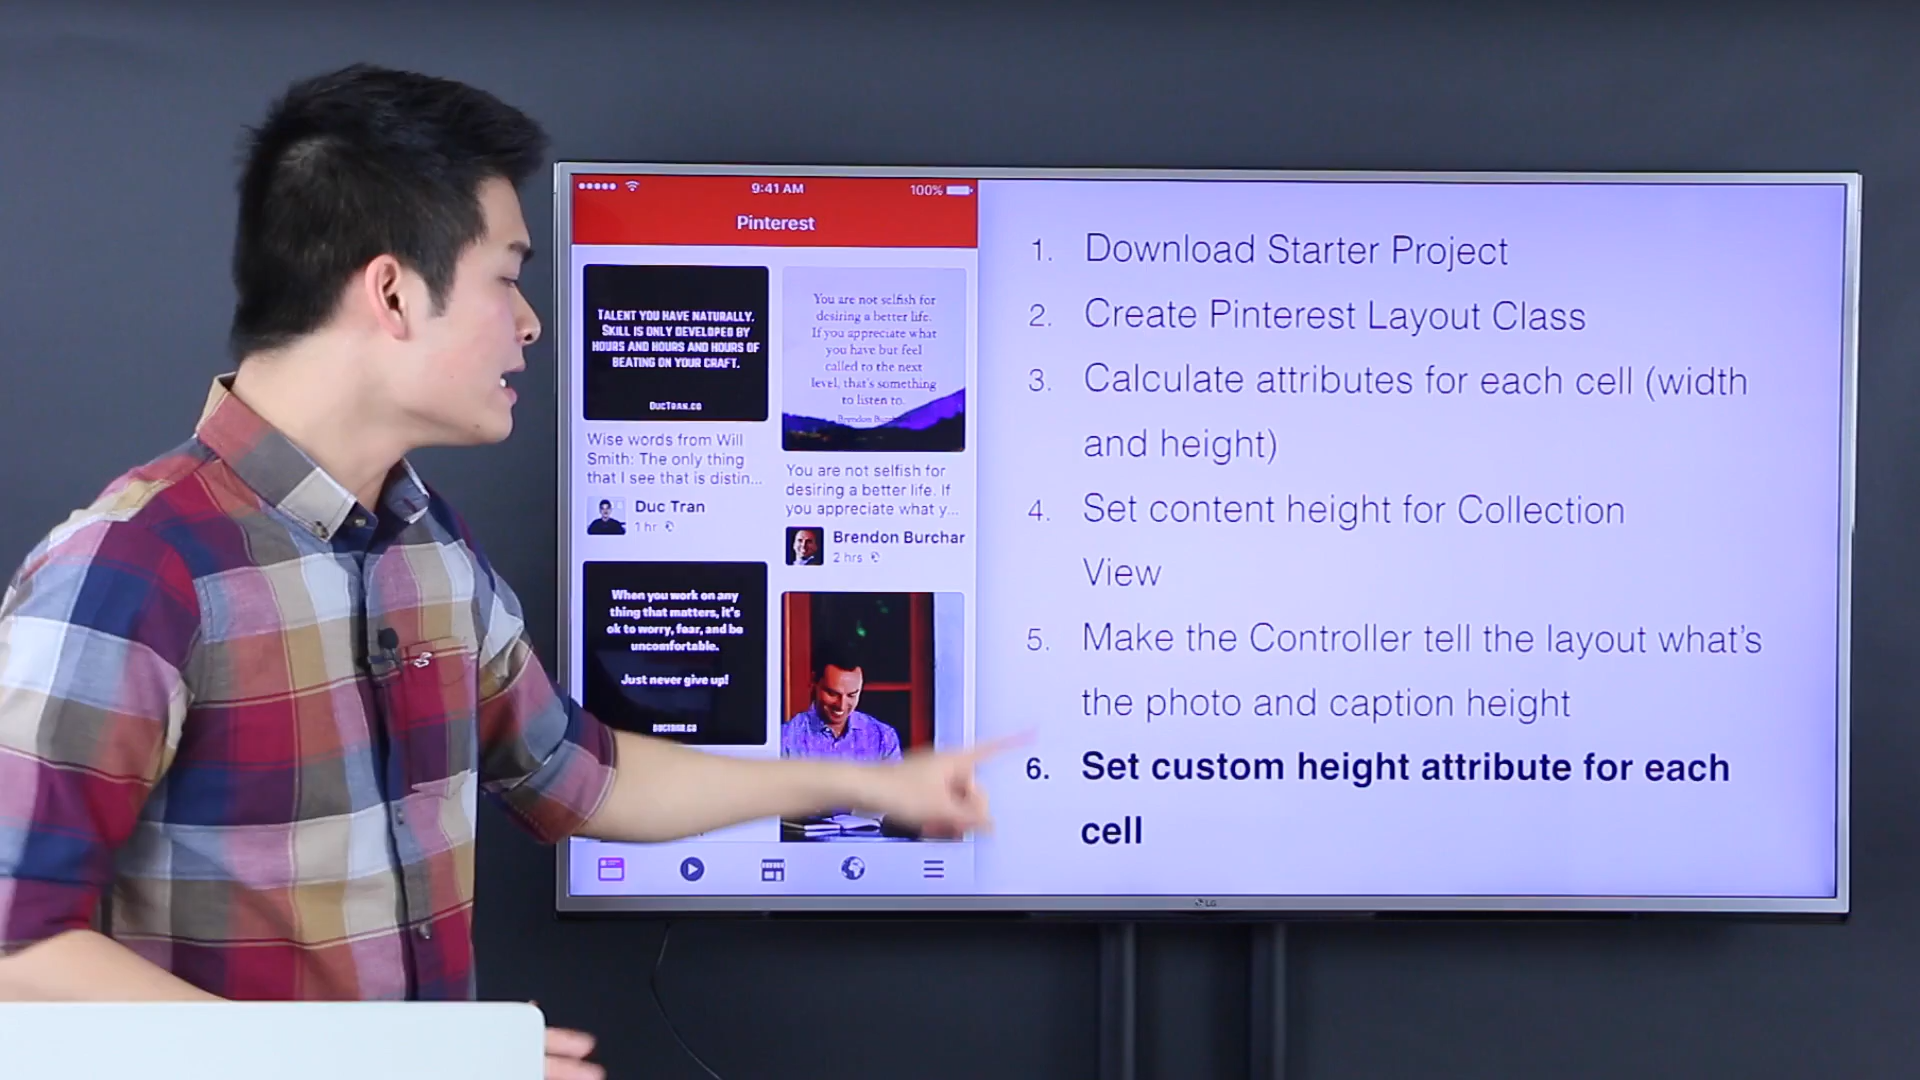 9:41 AM
100%
Pinterest
TALENT YOU HAVE NATURALLY.
SKILL IS ONLY DEVELOPED BY
HOURS AND HOURS AND HOURS OF
BEATING ON YOUR CRAFT.
DUCTRAN.CO
Wise words from Will
Smith: The only thing
that I see that is distin...
Duc Tran
1 hr
When you work on any
thing that matters, it's
ok to worry, fear, and be
uncomfortable.
Just never give up!
DUCTRAN.CO
You are not selfish for
desiring a better life.
If you appreciate what
you have but feel
called to the next
level, that's something
to listen to.
Brendon
You are not selfish for
desiring a better life. If
you appreciate what y...
Brendon Burchar
2 hrs
1. Download Starter Project
2. Create Pinterest Layout Class
3. Calculate attributes for each cell (width
and height)
4. Set content height for Collection
View
5. Make the Controller tell the layout what's
the photo and caption height
6. Set custom height attribute for each
cell
LG